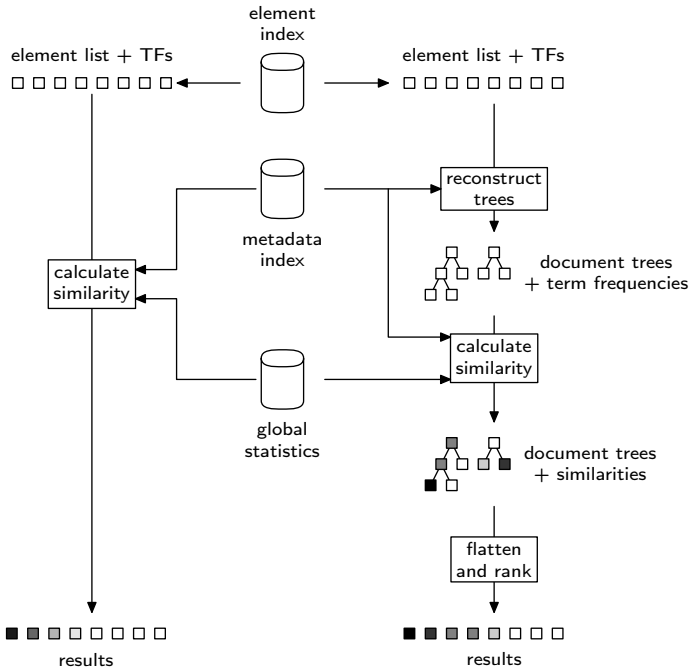 element
index
element list + TFs
element list + TFs
reconstruct
trees
metadata
index
document trees
+ term frequencies
calculate
similarity
calculate
similarity
global
statistics
document trees
+ similarities
flatten
and rank
results
results